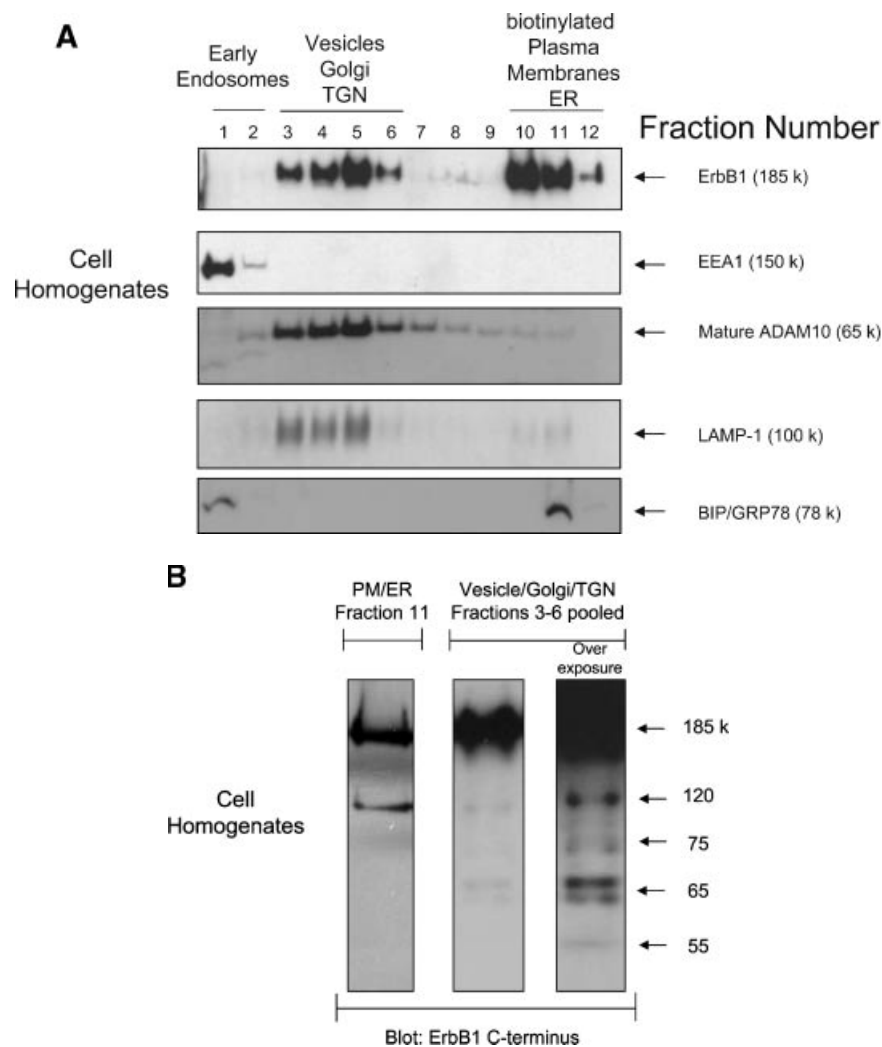 A
Early
Endosomes
Vesicles
Golgi
TGN
biotinylated
Plasma
Membranes
ER
1 2 3 4 5 6 7 8 9 10 11 12 Fraction Number
ErbB1 (185 k)
Cell
Homogenates
EEA1 (150 k)
Mature ADAM10 (65 k)
LAMP-1 (100 k)
BIP/GRP78 (78 k)
B
PM/ER
Fraction 11
Vesicle/Golgi/TGN
Fractions 3-6 pooled
Over
exposure
185 k
120
Cell
Homogenates
75
65
55
Blot: ErbB1 C-terminus